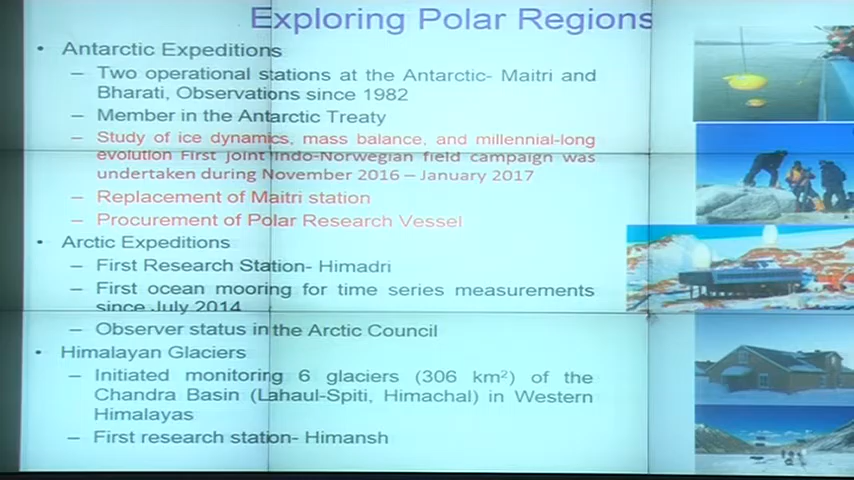 Exploring Polar Regions
• Antarctic Expeditions
– Two operational stations at the Antarctic- Maitri and
Bharati, Observations since 1982
– Member in the Antarctic Treaty
– Study of ice dynamics, mass balance, and millennial-long
evolution First joint Indo-Norwegian field campaign was
undertaken during November 2016 – January 2017
– Replacement of Maitri station
– Procurement of Polar Research Vessel
• Arctic Expeditions
– First Research Station- Himadri
– First ocean mooring for time series measurements
since July 2014
– Observer status in the Arctic Council
• Himalayan Glaciers
– Initiated monitoring 6 glaciers (306 km²) of the
Chandra Basin (Lahaul-Spiti, Himachal) in Western
Himalayas
– First research station- Himansh